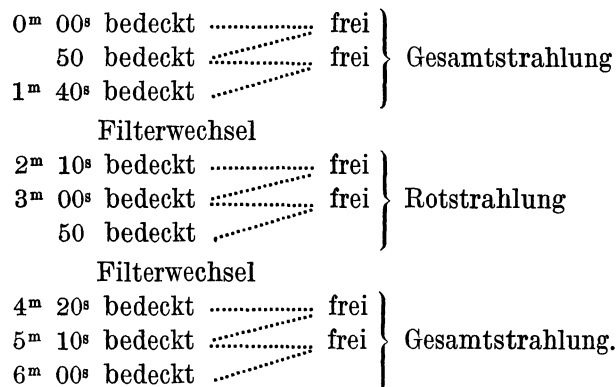 0ᵐ 00ˢ bedeckt ........ frei
50 bedeckt ........ frei } Gesamtstrahlung
1ᵐ 40ˢ bedeckt ........
Filterwechsel
2ᵐ 10ˢ bedeckt ........ frei
3ᵐ 00ˢ bedeckt ........ frei } Rotstrahlung
50 bedeckt ........
Filterwechsel
4ᵐ 20ˢ bedeckt ........ frei
5ᵐ 10ˢ bedeckt ........ frei } Gesamtstrahlung.
6ᵐ 00ˢ bedeckt ........